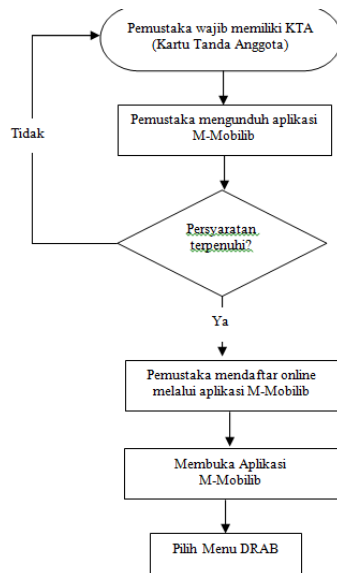 Pemustaka wajib memiliki KTA
(Kartu Tanda Anggota)
Tidak
Pemustaka mengunduh aplikasi
M-Mobilib
Persyaratan
terpenuhi?
Ya
Pemustaka mendaftar online
melalui aplikasi M-Mobilib
Membuka Aplikasi
M-Mobilib
Pilih Menu DRAB